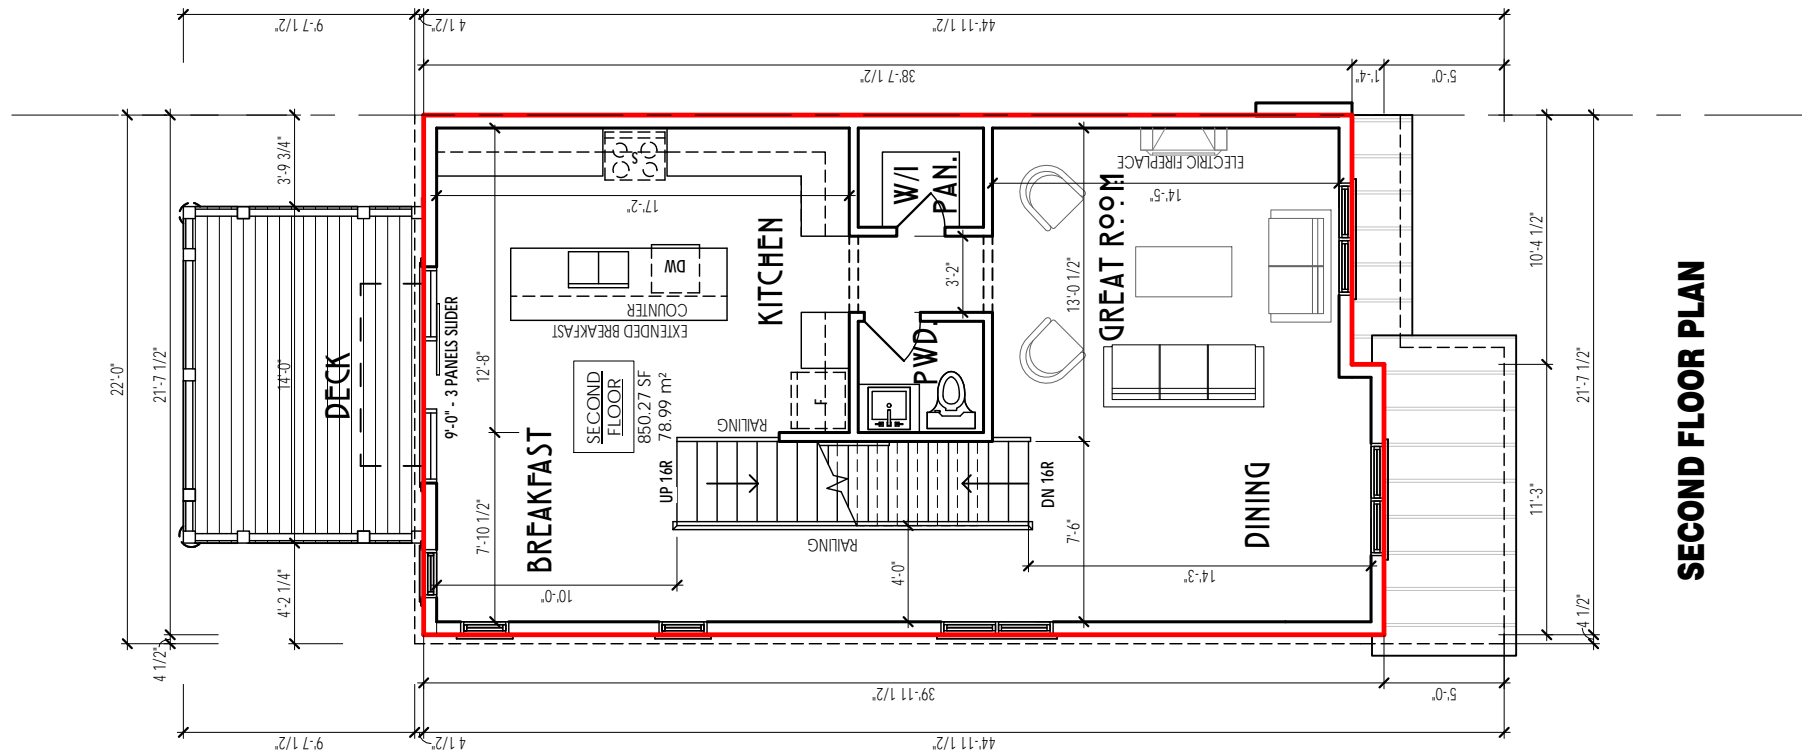 9'-7 1/2"
4 1/2"
44'-11 1/2"
38'-7 1/2"
1'-4"
5'-0"
22'-0"
21'-7 1/2"
3'-9 3/4"
14'-0"
4'-2 1/4"
4 1/2"
DECK
9'-0" - 3 PANELS SLIDER
17'-2"
S
DW
EXTENDED BREAKFAST
COUNTER
KITCHEN
W/I
PAN.
3'-2"
PWD.
F
12'-8"
7'-10 1/2"
SECOND
FLOOR
850.27 SF
78.99 m²
BREAKFAST
RAILING
UP 16R
DN 16R
RAILING
10'-0"
4'-0"
14'-5"
ELECTRIC FIREPLACE
GREAT ROOM
13'-0 1/2"
7'-6"
DINING
14'-3"
10'-4 1/2"
11'-3"
21'-7 1/2"
4 1/2"
39'-11 1/2"
5'-0"
9'-7 1/2"
4 1/2"
44'-11 1/2"
SECOND FLOOR PLAN